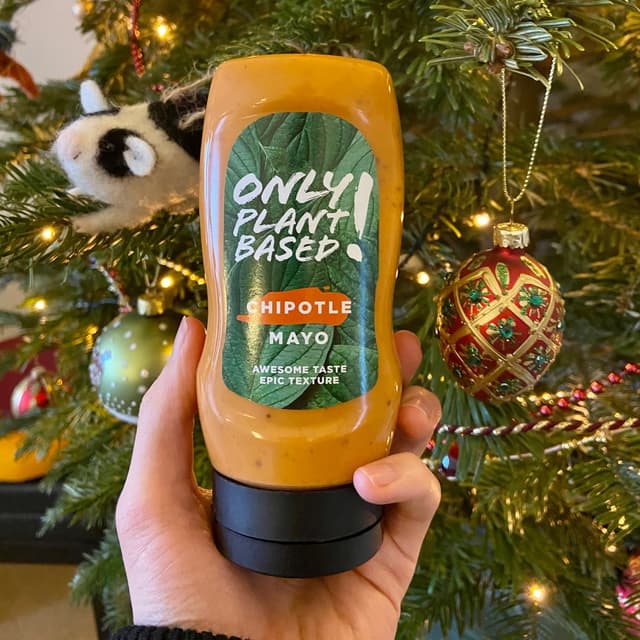 ONLY
PLANT
BASED!
CHIPOTLE
MAYO
AWESOME TASTE
EPIC TEXTURE